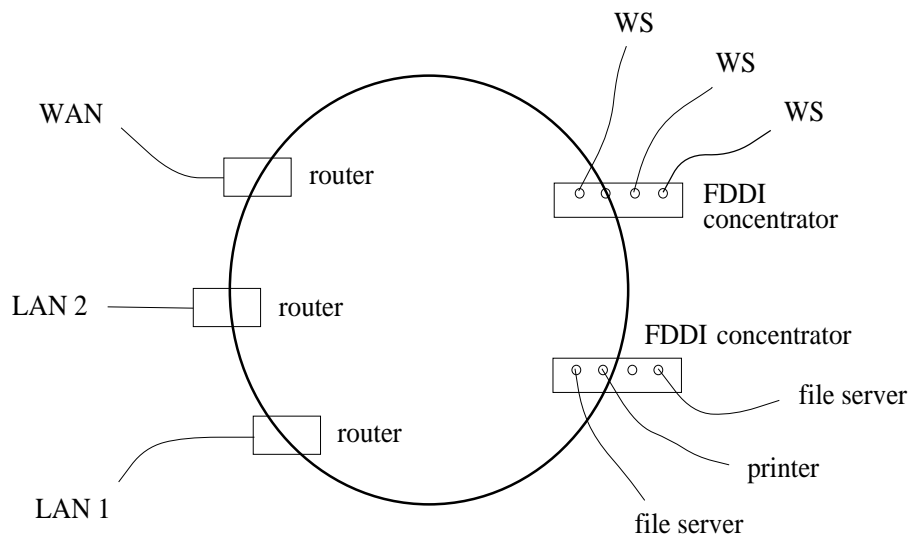 WS
WS
WAN
WS
router
FDDI
concentrator
LAN 2
router
FDDI concentrator
file server
router
printer
LAN 1
file server